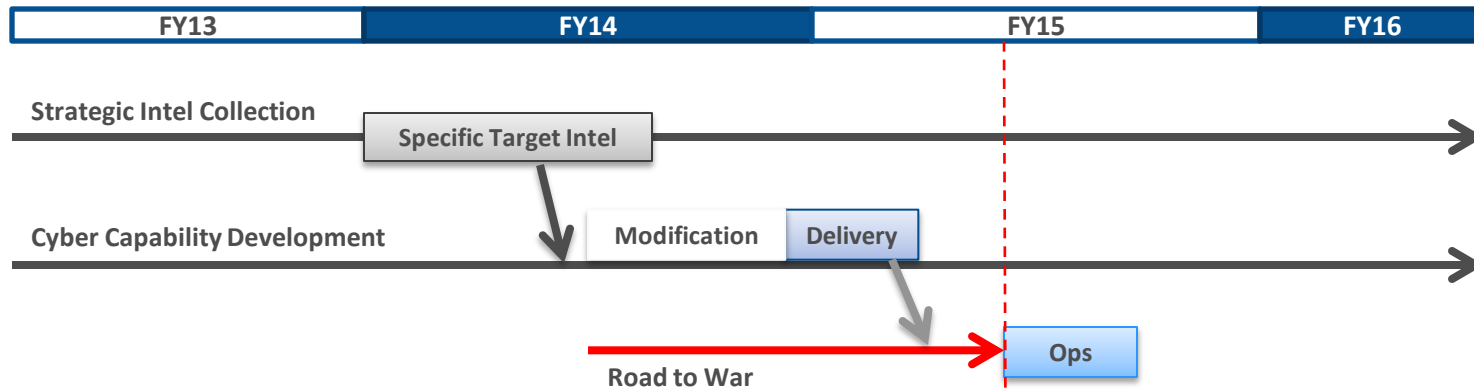 FY13 FY14 FY15 FY16
Strategic Intel Collection
Specific Target Intel
Cyber Capability Development
Modification
Delivery
Ops
Road to War